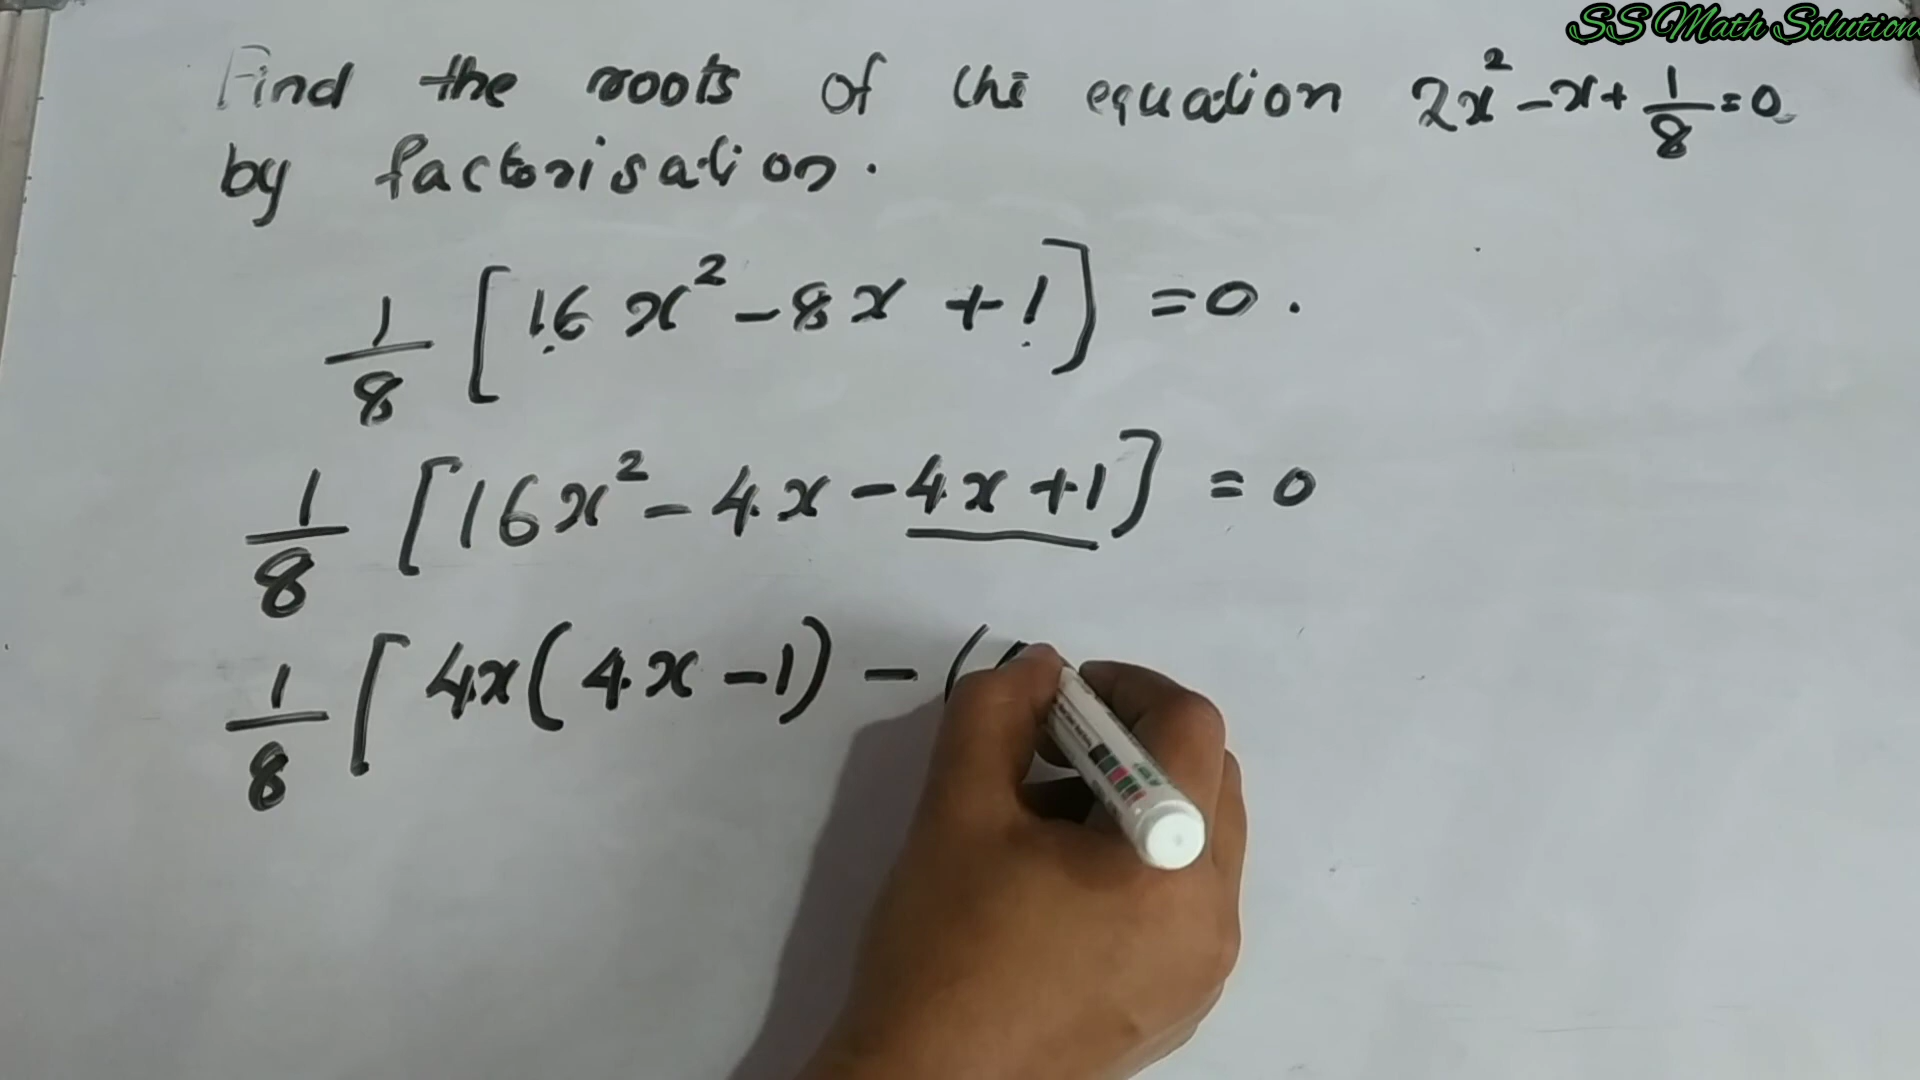 SS Math Solutions
Find the roots of the equation 2x² - x + 1/8 = 0
by factorisation.
1/8 [16x² - 8x + 1] = 0.
1/8 [16x² - 4x - 4x + 1] = 0
1/8 [4x(4x - 1) - (